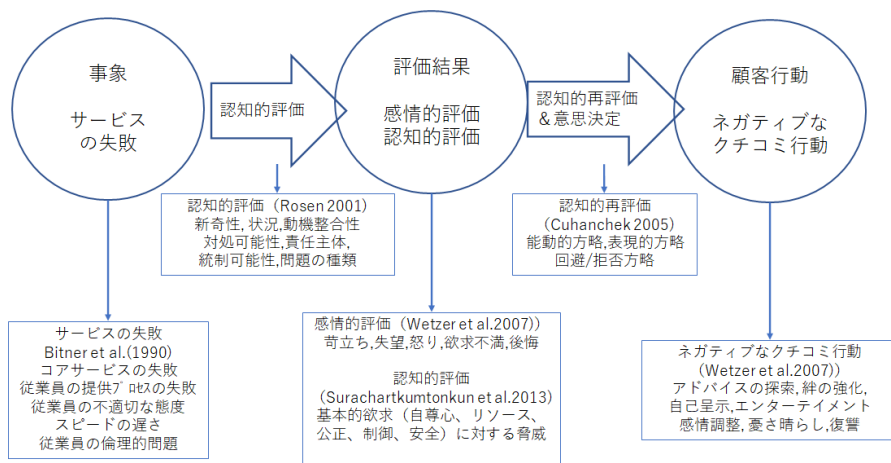 事象
サービス
の失敗
認知的評価
評価結果
感情的評価
認知的評価
認知的再評価
＆意思決定
顧客行動
ネガティブな
クチコミ行動
認知的評価（Rosen 2001）
新奇性, 状況,動機整合性
対処可能性,責任主体,
統制可能性,問題の種類
認知的再評価
（Cuhanchek 2005）
能動的方略,表現的方略
回避/拒否方略
サービスの失敗
Bitner et al.(1990)
コアサービスの失敗
従業員の提供ﾌﾟﾛｾｽの失敗
従業員の不適切な態度
スピードの遅さ
従業員の倫理的問題
感情的評価（Wetzer et al.2007)）
苛立ち,失望,怒り,欲求不満,後悔
認知的評価
（Surachartkumtonkun et al.2013）
基本的欲求（自尊心、リソース、
公正、制御、安全）に対する脅威
ネガティブなクチコミ行動
（Wetzer et al.2007)）
アドバイスの探索,絆の強化,
自己呈示,エンターテイメント
感情調整,憂さ晴らし,復讐